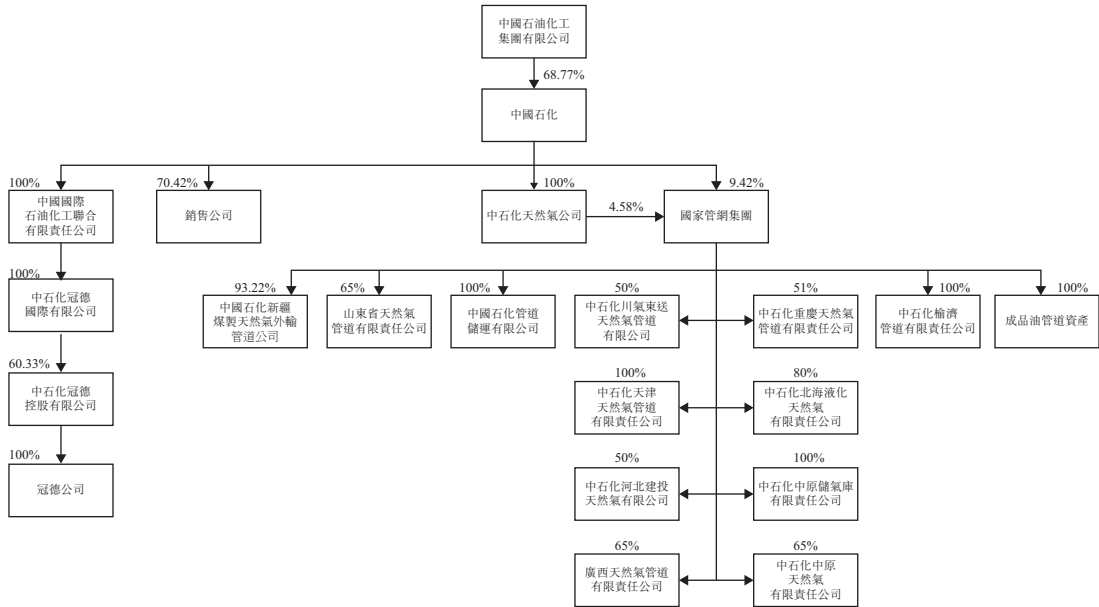 中國石油化工
集團有限公司
68.77%
中國石化
100%
中國國際
石油化工聯合
有限責任公司
70.42%
銷售公司
100%
中石化天然氣公司
4.58%
9.42%
國家管網集團
100%
中石化冠德
國際有限公司
60.33%
中石化冠德
控股有限公司
100%
冠德公司
93.22%
中國石化新疆
煤製天然氣外輸
管道公司
65%
山東省天然氣
管道有限責任公司
100%
中國石化管道
儲運有限公司
50%
中石化川氣東送
天然氣管道
有限公司
51%
中石化重慶天然氣
管道有限責任公司
100%
中石化榆濟
管道有限責任公司
100%
成品油管道資產
100%
中石化天津
天然氣管道
有限責任公司
80%
中石化北海液化
天然氣
有限責任公司
50%
中石化河北建投
天然氣有限公司
100%
中石化中原儲氣庫
有限責任公司
65%
廣西天然氣管道
有限責任公司
65%
中石化中原
天然氣
有限責任公司